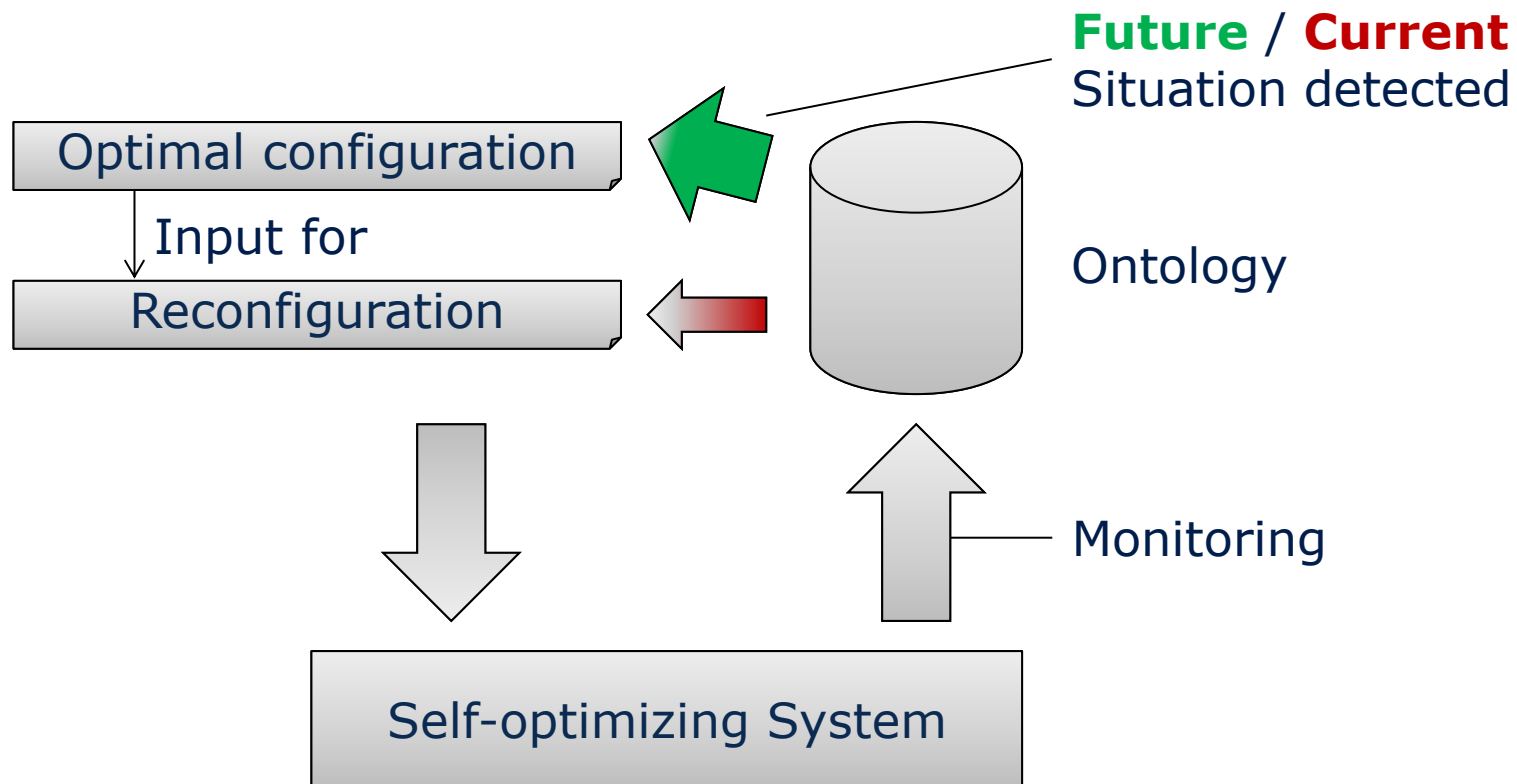 Future / Current
Situation detected
Optimal configuration
Input for
Reconfiguration
Ontology
Monitoring
Self-optimizing System